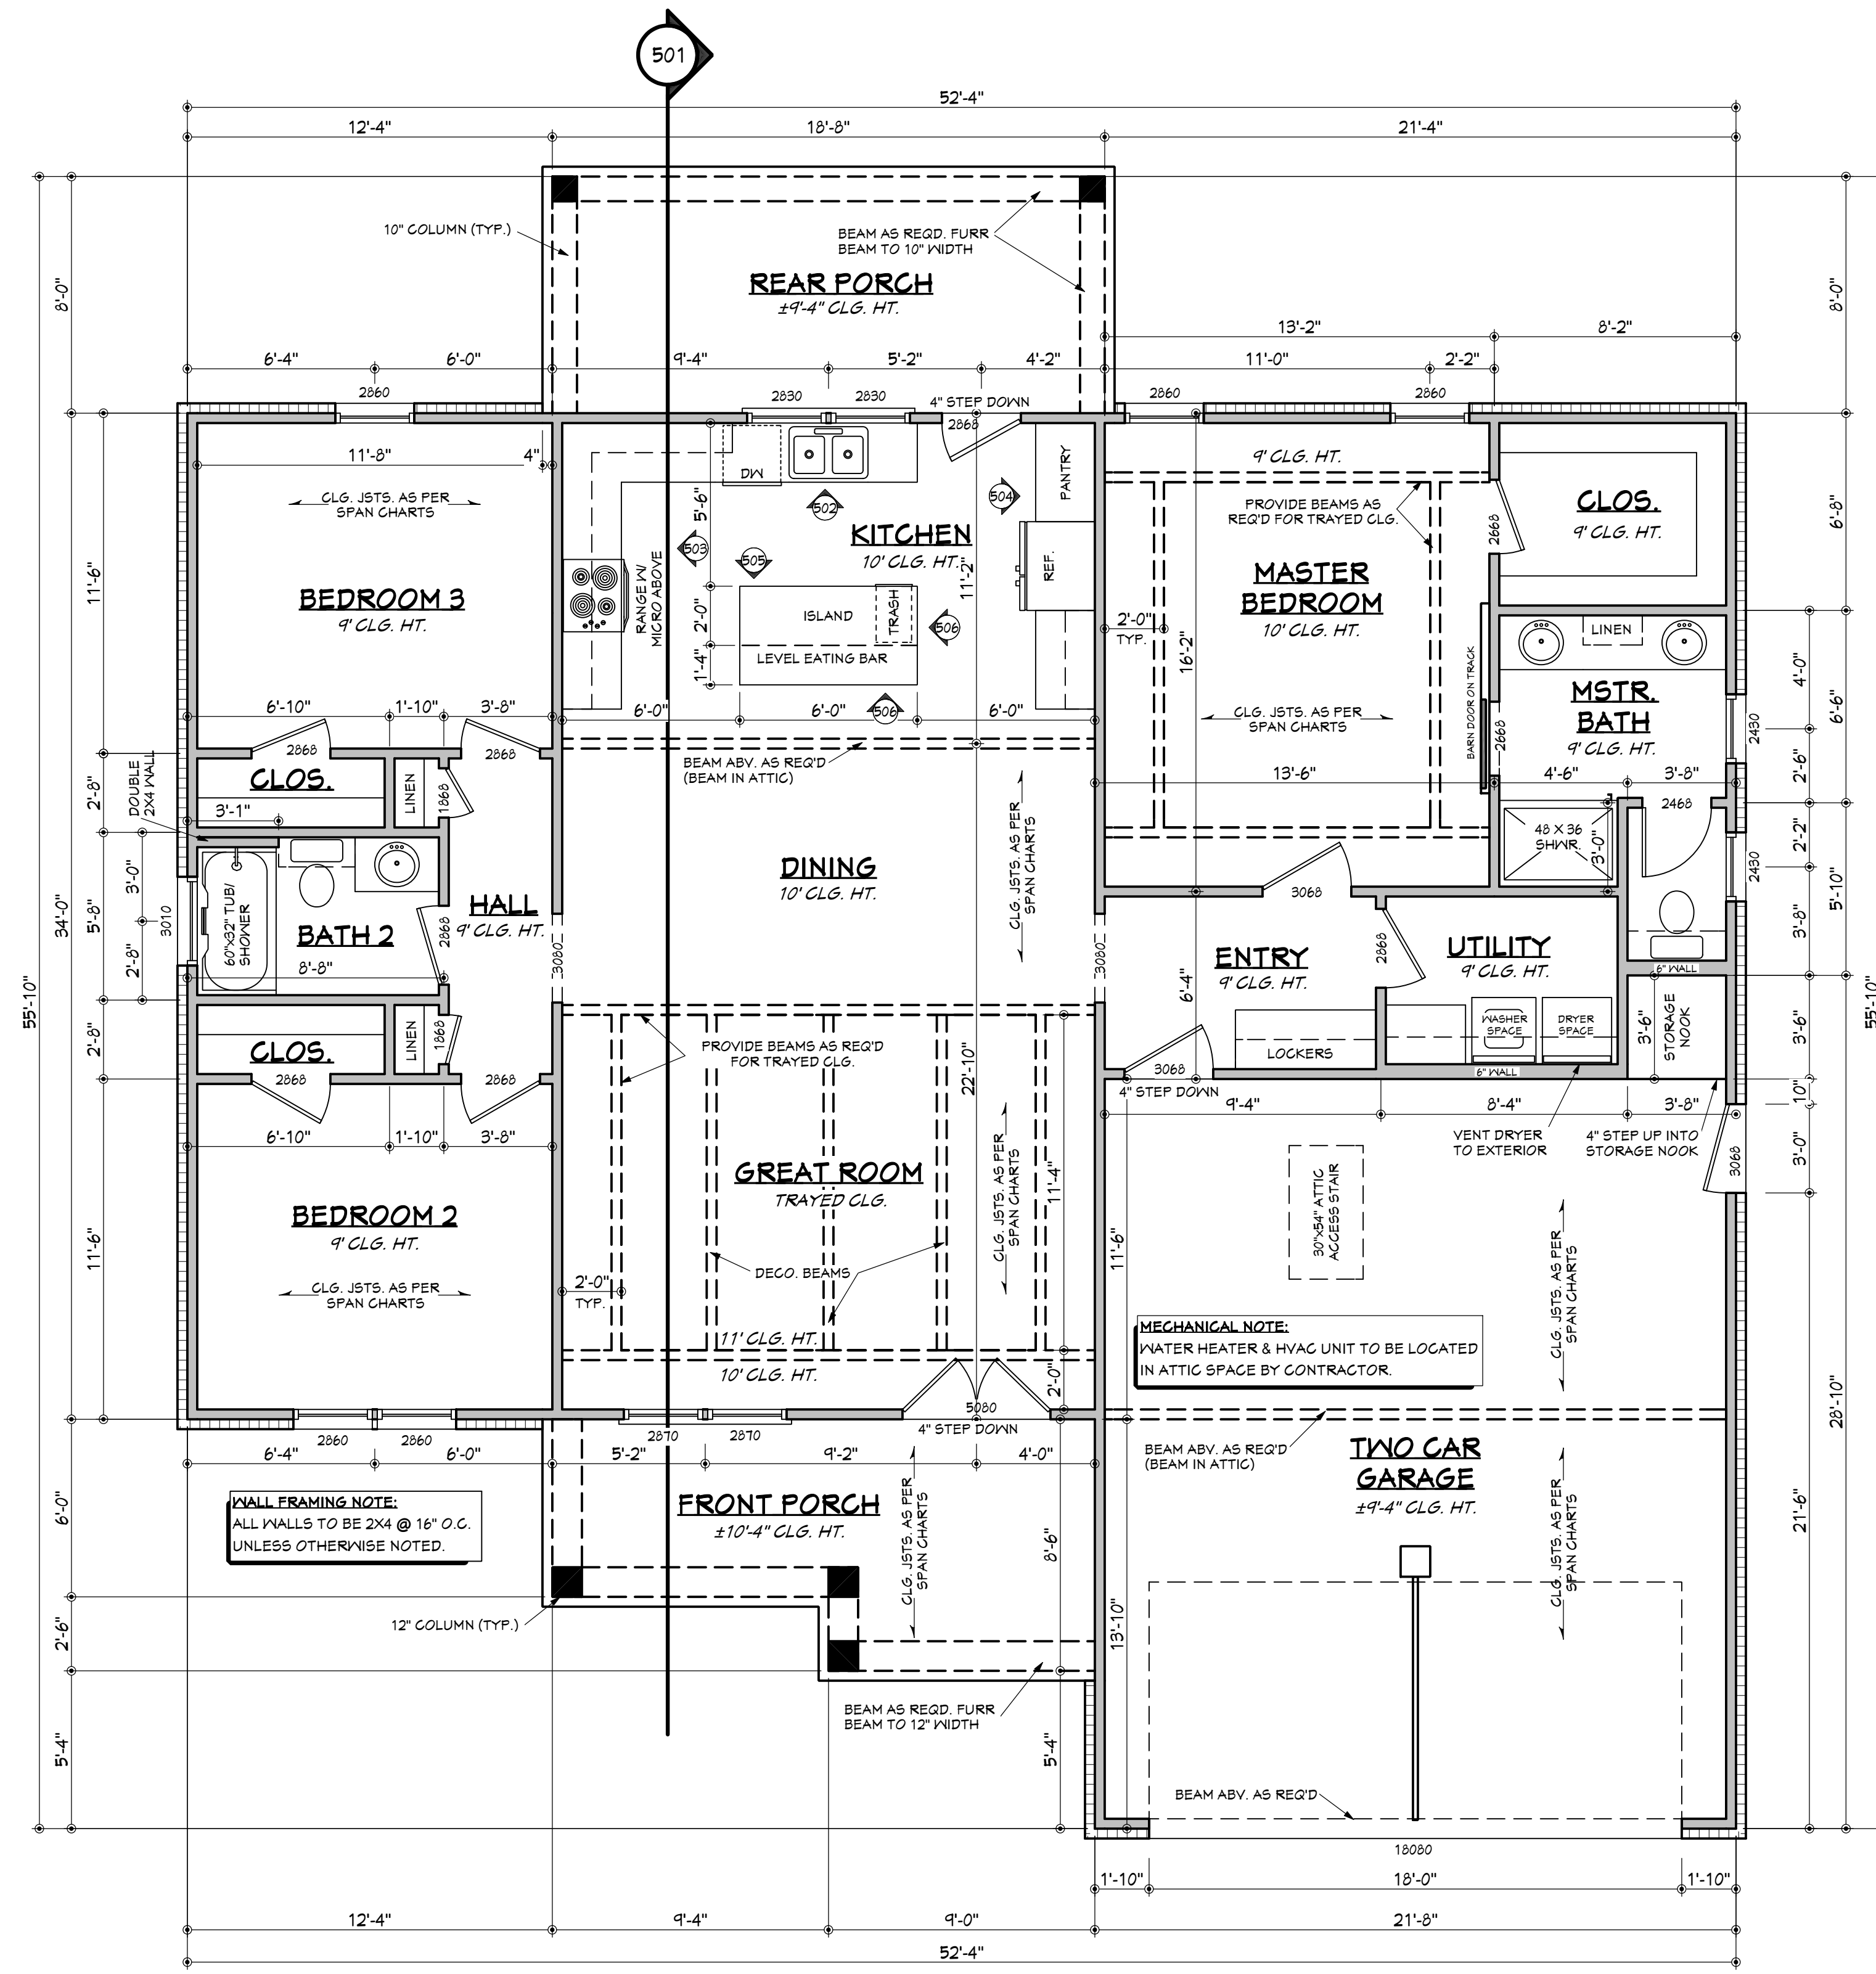 501
52'-4"
12'-4"
18'-8"
21'-4"
10" COLUMN (TYP.)
BEAM AS REQD. FURR
BEAM TO 10" WIDTH
REAR PORCH
±9'-4" CLG. HT.
8'-0"
8'-0"
13'-2"
8'-2"
6'-4"
6'-0"
9'-4"
5'-2"
4'-2"
11'-0"
2'-2"
2860
2830
2830
4" STEP DOWN
2868
2860
2860
11'-8"
4"
CLG. JSTS. AS PER
SPAN CHARTS
BEDROOM 3
9' CLG. HT.
11'-6"
DW
502
503
504
505
506
506
5'-6"
2'-0"
1'-4"
KITCHEN
10' CLG. HT.
11'-2"
PANTRY
REF.
RANGE W/
MICRO ABOVE
ISLAND
TRASH
LEVEL EATING BAR
6'-0"
6'-0"
6'-0"
BEAM ABV. AS REQ'D
(BEAM IN ATTIC)
9' CLG. HT.
PROVIDE BEAMS AS
REQ'D FOR TRAYED CLG.
MASTER
BEDROOM
10' CLG. HT.
2'-0"
TYP.
16'-2"
CLG. JSTS. AS PER
SPAN CHARTS
13'-6"
BARN DOOR ON TRACK
2668
2668
CLOS.
9' CLG. HT.
6'-8"
LINEN
MSTR.
BATH
9' CLG. HT.
4'-0"
6'-6"
2430
2'-6"
4'-6"
3'-8"
2468
48 X 36
SHWR.
3'-0"
2'-2"
2430
5'-10"
3'-8"
6'-10"
1'-10"
3'-8"
2868
2868
CLOS.
LINEN
1868
DOUBLE
2X4 WALL
2'-8"
3'-1"
3'-0"
5'-8"
2'-8"
3010
34'-0"
55'-10"
60"x32" TUB/
SHOWER
BATH 2
8'-8"
2868
HALL
9' CLG. HT.
3080
DINING
10' CLG. HT.
CLG. JSTS. AS PER
SPAN CHARTS
3080
3068
ENTRY
9' CLG. HT.
6'-4"
2868
UTILITY
9' CLG. HT.
6" WALL
LOCKERS
WASHER
SPACE
DRYER
SPACE
3'-6"
STORAGE
NOOK
3'-6"
55'-10"
3068
4" STEP DOWN
6" WALL
10"
9'-4"
8'-4"
3'-8"
VENT DRYER
TO EXTERIOR
4" STEP UP INTO
STORAGE NOOK
3068
3'-0"
2'-8"
CLOS.
LINEN
1868
2868
2868
6'-10"
1'-10"
3'-8"
BEDROOM 2
9' CLG. HT.
11'-6"
CLG. JSTS. AS PER
SPAN CHARTS
PROVIDE BEAMS AS REQ'D
FOR TRAYED CLG.
22'-10"
GREAT ROOM
TRAYED CLG.
CLG. JSTS. AS PER
SPAN CHARTS
11'-4"
DECO. BEAMS
2'-0"
TYP.
11' CLG. HT.
10' CLG. HT.
2'-0"
11'-6"
30"x54" ATTIC
ACCESS STAIR
CLG. JSTS. AS PER
SPAN CHARTS
MECHANICAL NOTE:
WATER HEATER & HVAC UNIT TO BE LOCATED
IN ATTIC SPACE BY CONTRACTOR.
28'-10"
2860
2860
2870
2870
5080
4" STEP DOWN
6'-4"
6'-0"
5'-2"
9'-2"
4'-0"
BEAM ABV. AS REQ'D
(BEAM IN ATTIC)
TWO CAR
GARAGE
±9'-4" CLG. HT.
CLG. JSTS. AS PER
SPAN CHARTS
21'-6"
WALL FRAMING NOTE:
ALL WALLS TO BE 2X4 @ 16" O.C.
UNLESS OTHERWISE NOTED.
6'-0"
FRONT PORCH
±10'-4" CLG. HT.
CLG. JSTS. AS PER
SPAN CHARTS
8'-6"
12" COLUMN (TYP.)
2'-6"
13'-10"
BEAM AS REQD. FURR
BEAM TO 12" WIDTH
5'-4"
5'-4"
BEAM ABV. AS REQ'D
18080
1'-10"
18'-0"
1'-10"
12'-4"
9'-4"
9'-0"
21'-8"
52'-4"